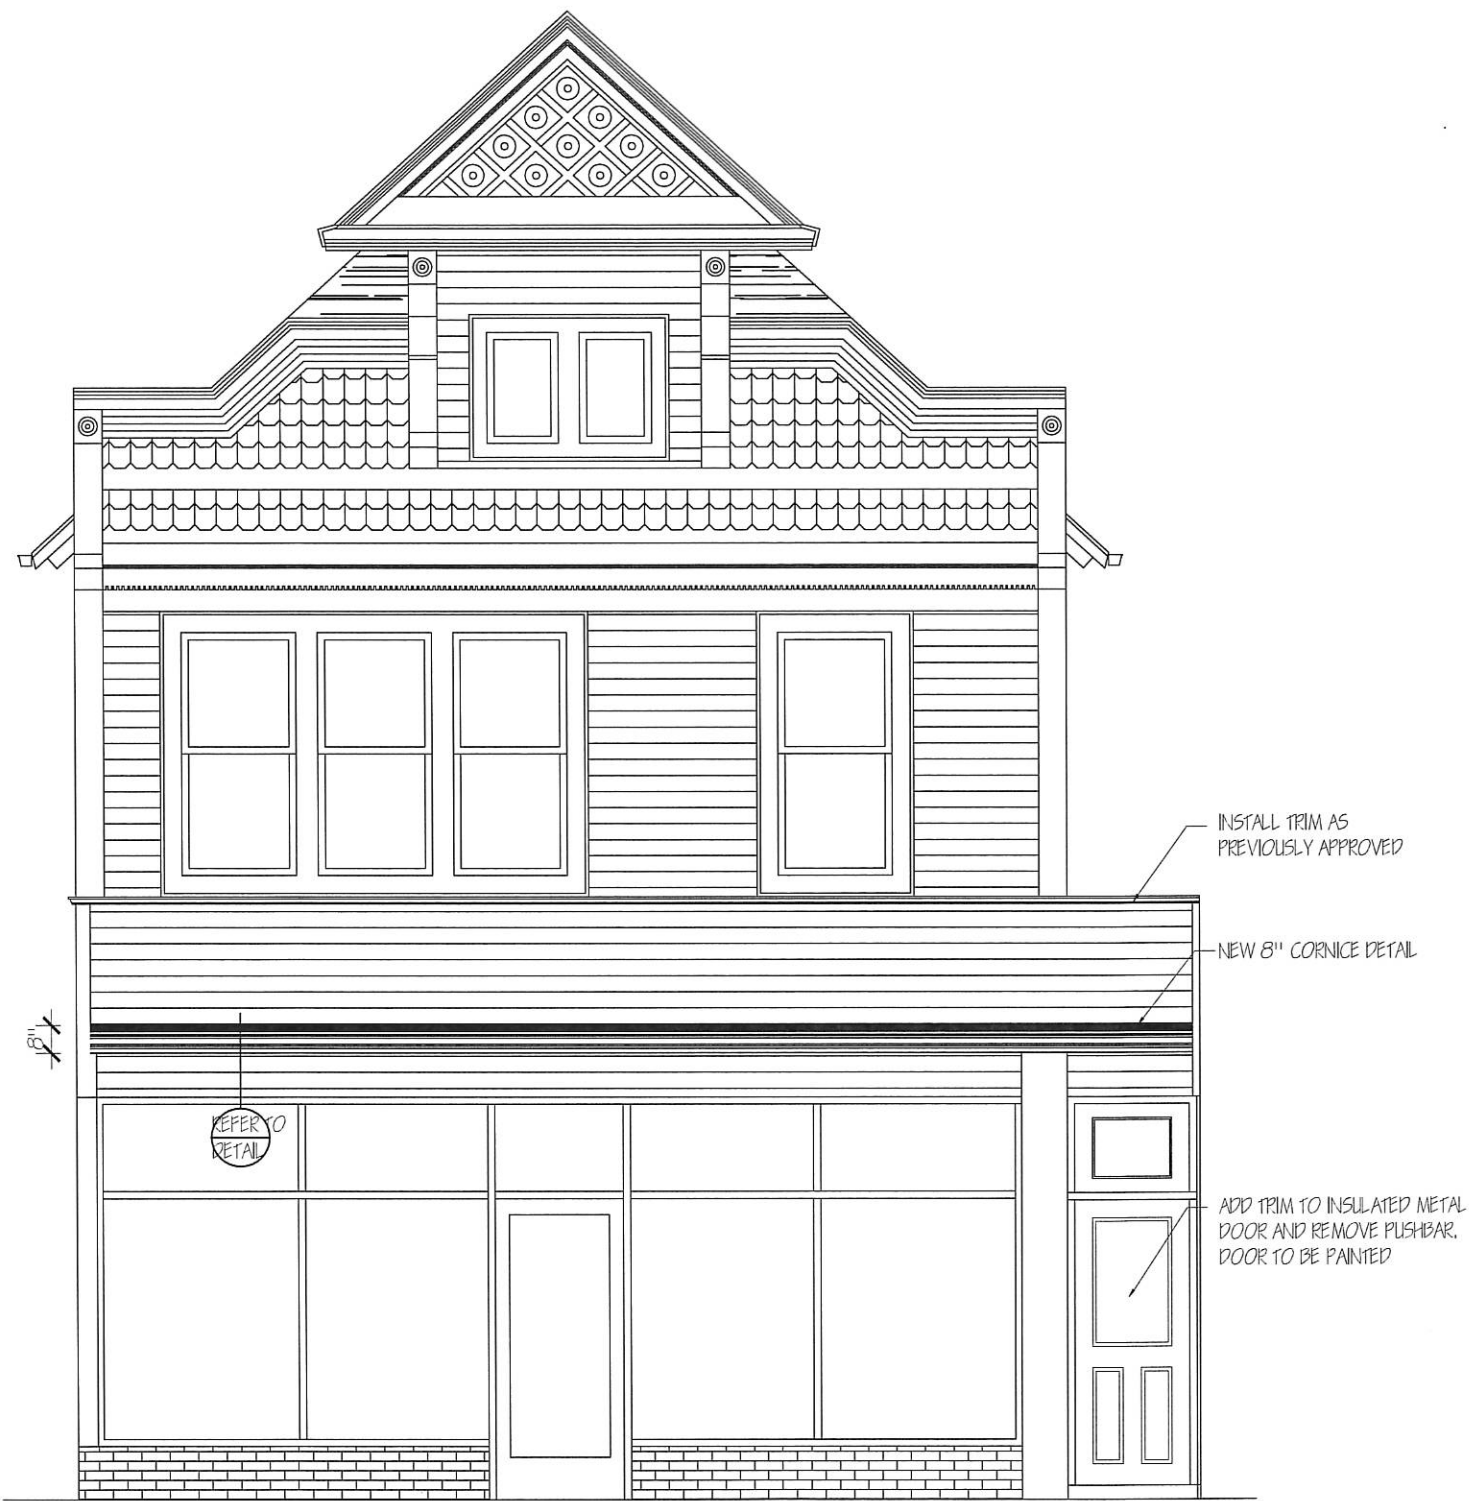 INSTALL TRIM AS
PREVIOUSLY APPROVED
NEW 8" CORNICE DETAIL
8"
REFER TO
DETAIL
ADD TRIM TO INSULATED METAL
DOOR AND REMOVE PUSHBAR.
DOOR TO BE PAINTED